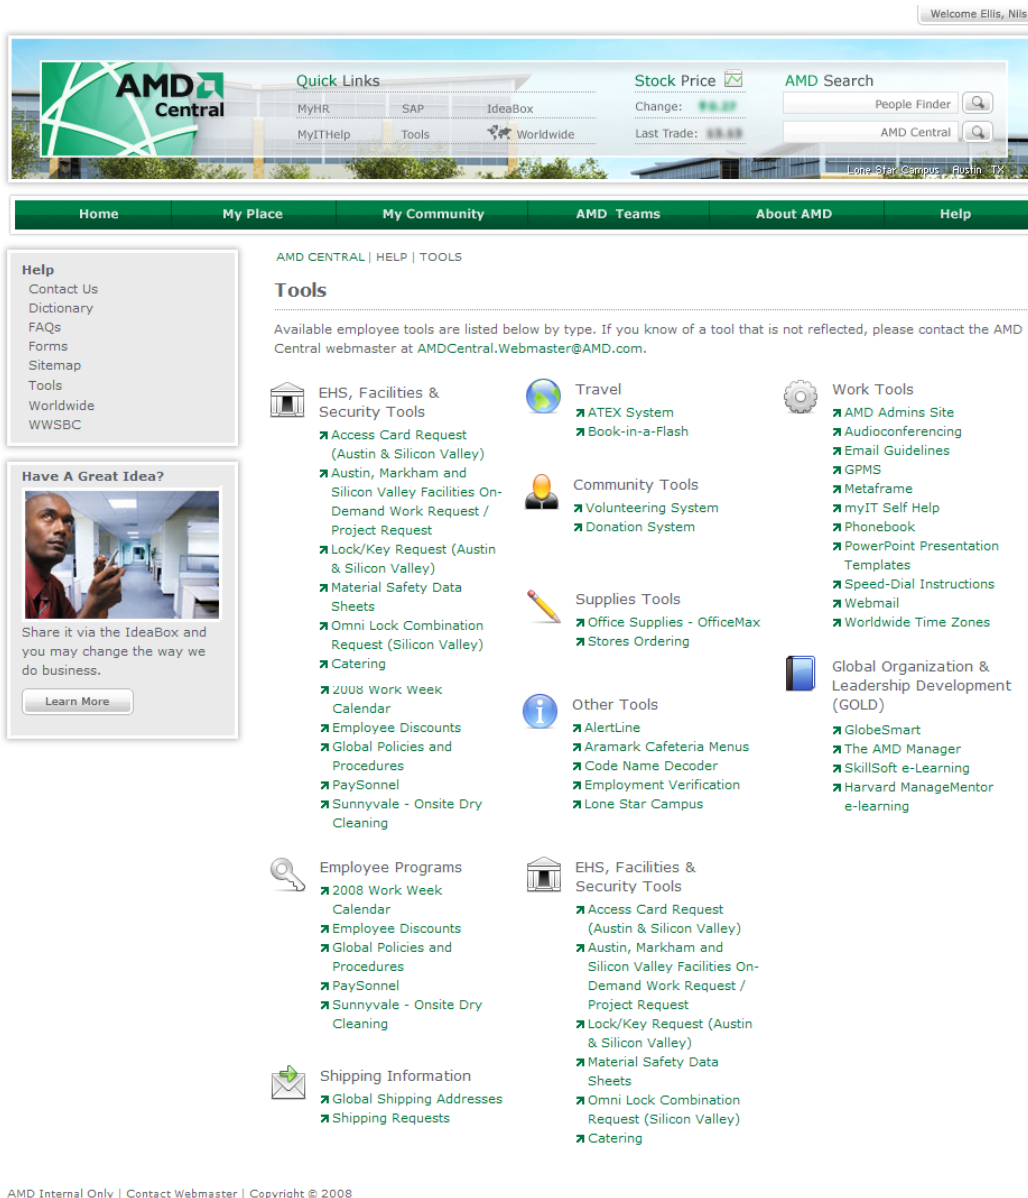 Welcome Ellis, Nils
AMD
Central
Quick Links
MyHR SAP IdeaBox
MyITHelp Tools Worldwide
Stock Price
Change:
Last Trade:
AMD Search
People Finder
AMD Central
Lone Star Campus Austin TX
Home My Place My Community AMD Teams About AMD Help
Help
Contact Us
Dictionary
FAQs
Forms
Sitemap
Tools
Worldwide
WWSBC
Have A Great Idea?
Share it via the IdeaBox and
you may change the way we
do business.
Learn More
AMD CENTRAL | HELP | TOOLS
Tools
Available employee tools are listed below by type. If you know of a tool that is not reflected, please contact the AMD
Central webmaster at AMDCentral.Webmaster@AMD.com.
EHS, Facilities &
Security Tools
Access Card Request
(Austin & Silicon Valley)
Austin, Markham and
Silicon Valley Facilities On-
Demand Work Request /
Project Request
Lock/Key Request (Austin
& Silicon Valley)
Material Safety Data
Sheets
Omni Lock Combination
Request (Silicon Valley)
Catering
2008 Work Week
Calendar
Employee Discounts
Global Policies and
Procedures
PaySonnel
Sunnyvale - Onsite Dry
Cleaning
Employee Programs
2008 Work Week
Calendar
Employee Discounts
Global Policies and
Procedures
PaySonnel
Sunnyvale - Onsite Dry
Cleaning
Shipping Information
Global Shipping Addresses
Shipping Requests
Travel
ATEX System
Book-in-a-Flash
Community Tools
Volunteering System
Donation System
Supplies Tools
Office Supplies - OfficeMax
Stores Ordering
Other Tools
AlertLine
Aramark Cafeteria Menus
Code Name Decoder
Employment Verification
Lone Star Campus
EHS, Facilities &
Security Tools
Access Card Request
(Austin & Silicon Valley)
Austin, Markham and
Silicon Valley Facilities On-
Demand Work Request /
Project Request
Lock/Key Request (Austin
& Silicon Valley)
Material Safety Data
Sheets
Omni Lock Combination
Request (Silicon Valley)
Catering
Work Tools
AMD Admins Site
Audioconferencing
Email Guidelines
GPMS
Metaframe
myIT Self Help
Phonebook
PowerPoint Presentation
Templates
Speed-Dial Instructions
Webmail
Worldwide Time Zones
Global Organization &
Leadership Development
(GOLD)
GlobeSmart
The AMD Manager
SkillSoft e-Learning
Harvard ManageMentor
e-learning
AMD Internal Only | Contact Webmaster | Copyright © 2008